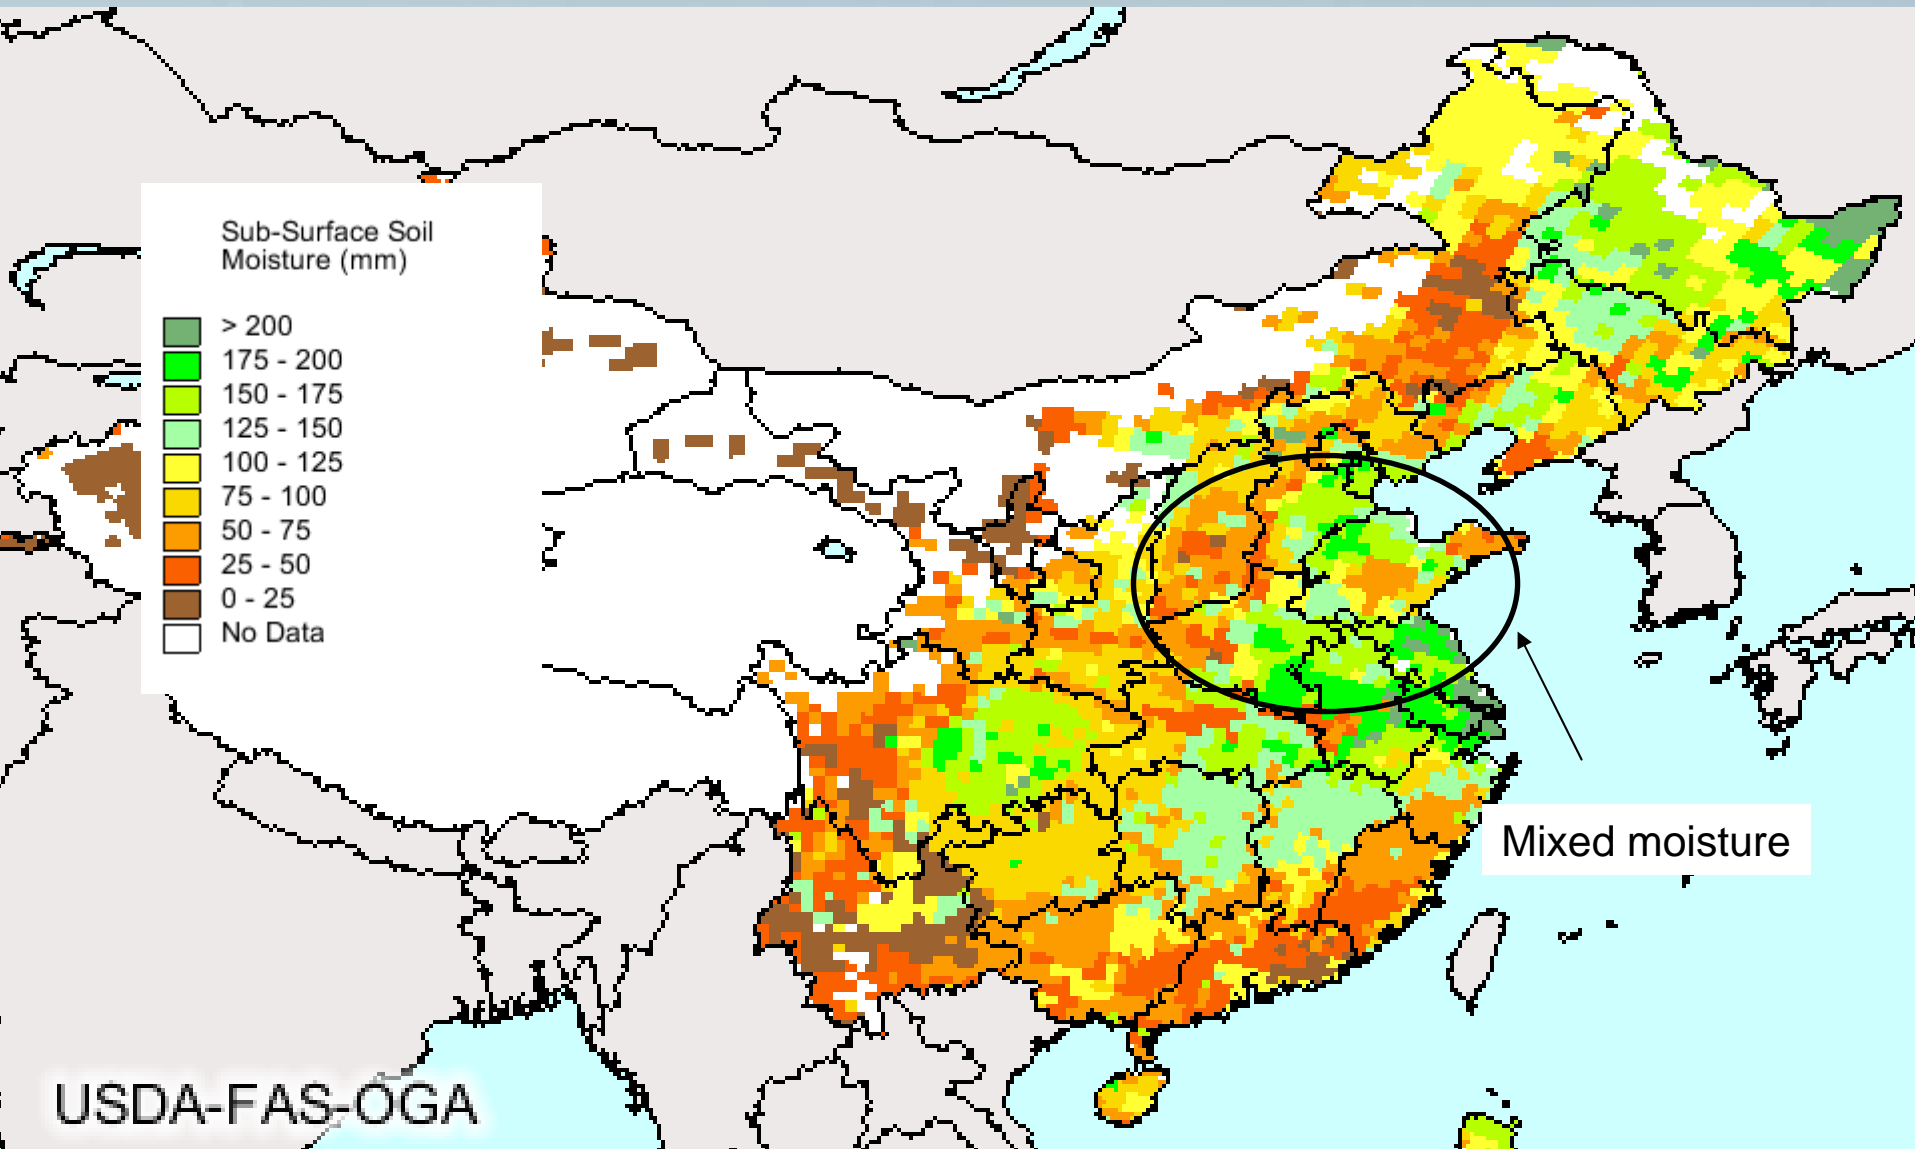 Sub-Surface Soil
Moisture (mm)
> 200
175 - 200
150 - 175
125 - 150
100 - 125
75 - 100
50 - 75
25 - 50
0 - 25
No Data
Mixed moisture
USDA-FAS-OGA